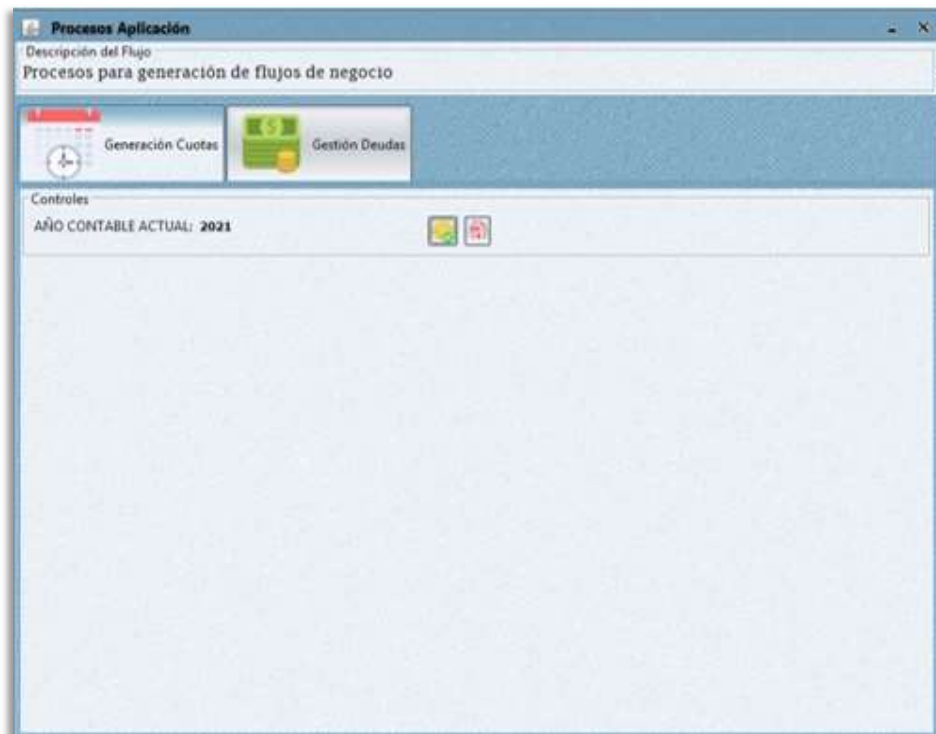 Procesos Aplicación
Descripción del Flujo
Procesos para generación de flujos de negocio
Generación Cuotas
Gestión Deudas
Controles
AÑO CONTABLE ACTUAL: 2021